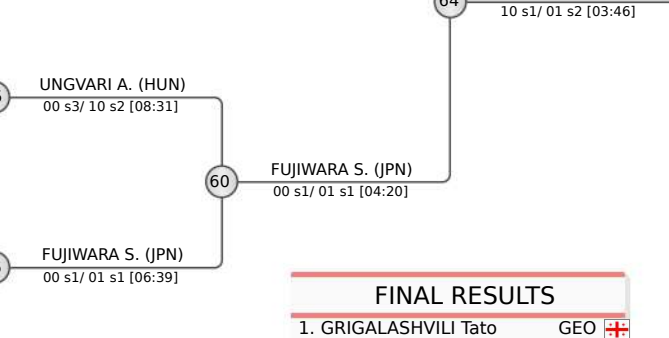 64
10 s1/ 01 s2 [03:46]
UNGVARI A. (HUN)
00 s3/ 10 s2 [08:31]
60
FUJIWARA S. (JPN)
00 s1/ 01 s1 [04:20]
FUJIWARA S. (JPN)
00 s1/ 01 s1 [06:39]
FINAL RESULTS
1. GRIGALASHVILI Tato GEO